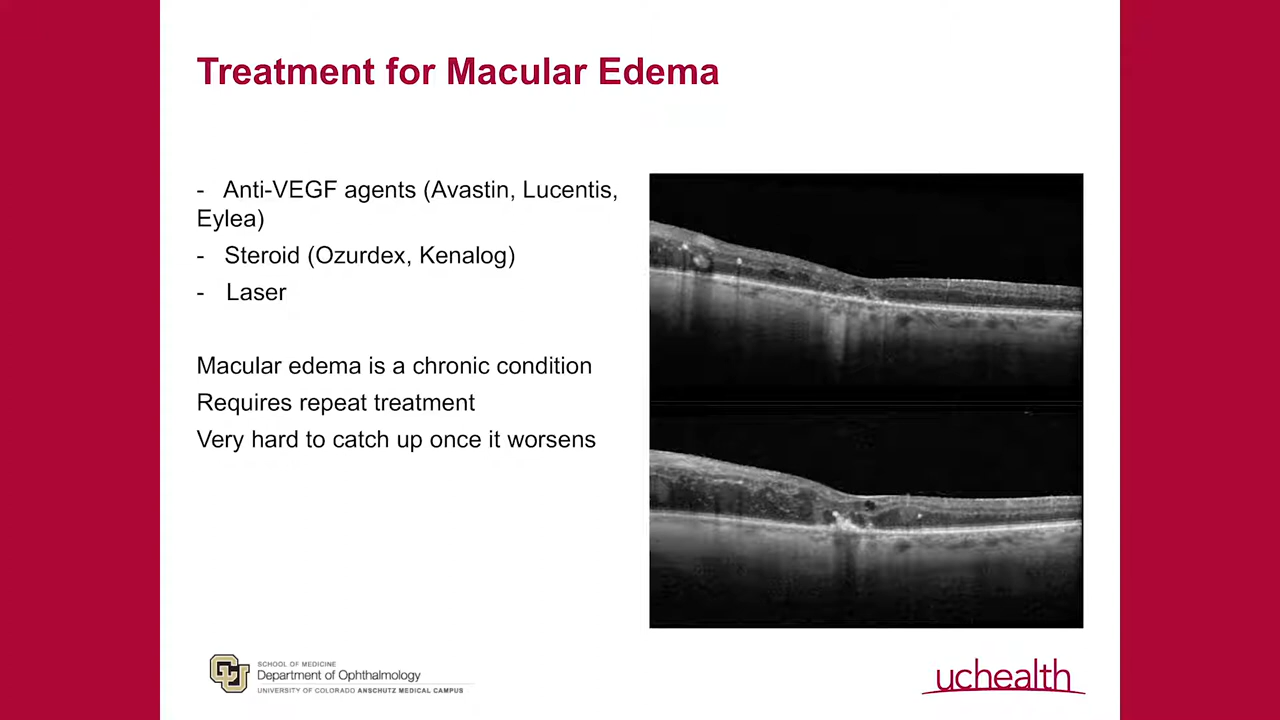 Treatment for Macular Edema
- Anti-VEGF agents (Avastin, Lucentis,
Eylea)
- Steroid (Ozurdex, Kenalog)
- Laser
Macular edema is a chronic condition
Requires repeat treatment
Very hard to catch up once it worsens
CU
SCHOOL OF MEDICINE
Department of Ophthalmology
UNIVERSITY OF COLORADO ANSCHUTZ MEDICAL CAMPUS
uchealth